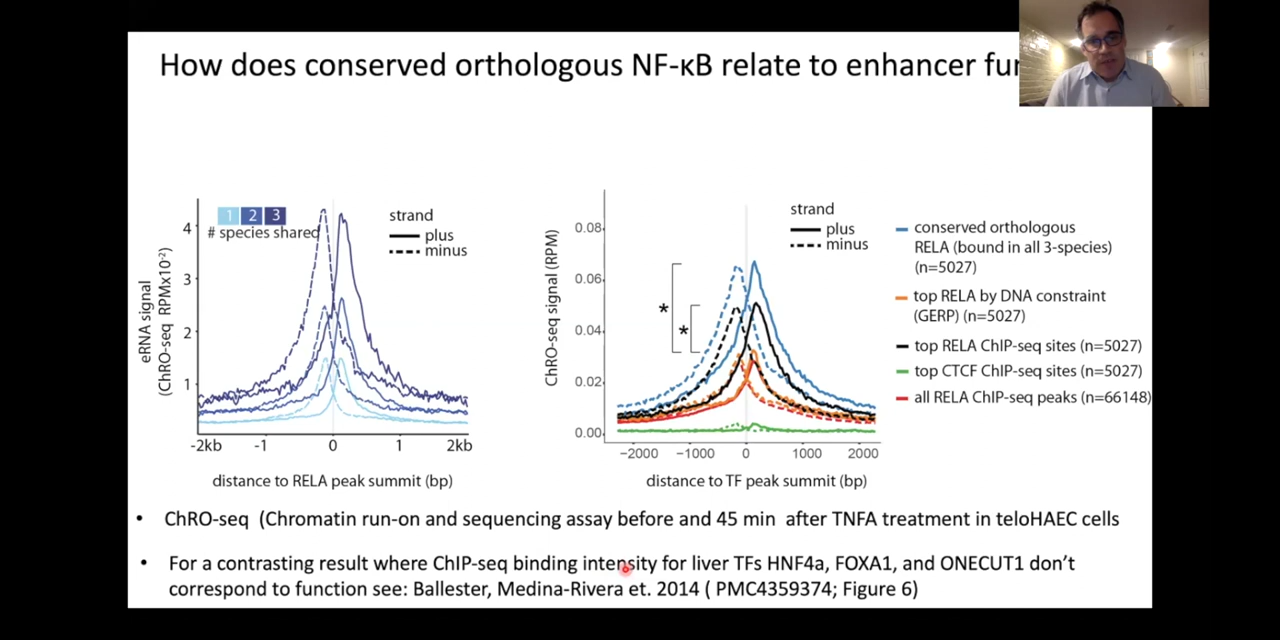 How does conserved orthologous NF-κB relate to enhancer
1 2 3
# species shared
strand
plus
minus
4
3
2
1
eRNA signal
(ChRO-seq RPMx10⁻²)
-2kb -1 0 1 2kb
distance to RELA peak summit (bp)
strand
plus
minus
*
*
0.08
0.06
0.04
0.02
0.00
ChRO-seq signal (RPM)
−2000 −1000 0 1000 2000
distance to TF peak summit (bp)
conserved orthologous
RELA (bound in all 3-species)
(n=5027)
top RELA by DNA constraint
(GERP) (n=5027)
top RELA ChIP-seq sites (n=5027)
top CTCF ChIP-seq sites (n=5027)
all RELA ChIP-seq peaks (n=66148)
• ChRO-seq (Chromatin run-on and sequencing assay before and 45 min after TNFA treatment in teloHAEC cells
• For a contrasting result where ChIP-seq binding intensity for liver TFs HNF4a, FOXA1, and ONECUT1 don't
correspond to function see: Ballester, Medina-Rivera et. 2014 ( PMC4359374; Figure 6)